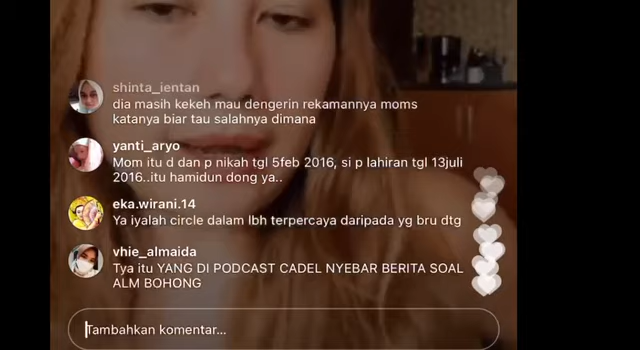 shinta_ientan
dia masih kekeh mau dengerin rekamannya moms
katanya biar tau salahnya dimana
yanti_aryo
Mom itu d dan p nikah tgl 5feb 2016, si p lahiran tgl 13juli
2016..itu hamidun dong ya..
eka.wirani.14
Ya iyalah circle dalam lbh terpercaya daripada yg bru dtg
vhie_almaida
Tya itu YANG DI PODCAST CADEL NYEBAR BERITA SOAL
ALM BOHONG
Tambahkan komentar...